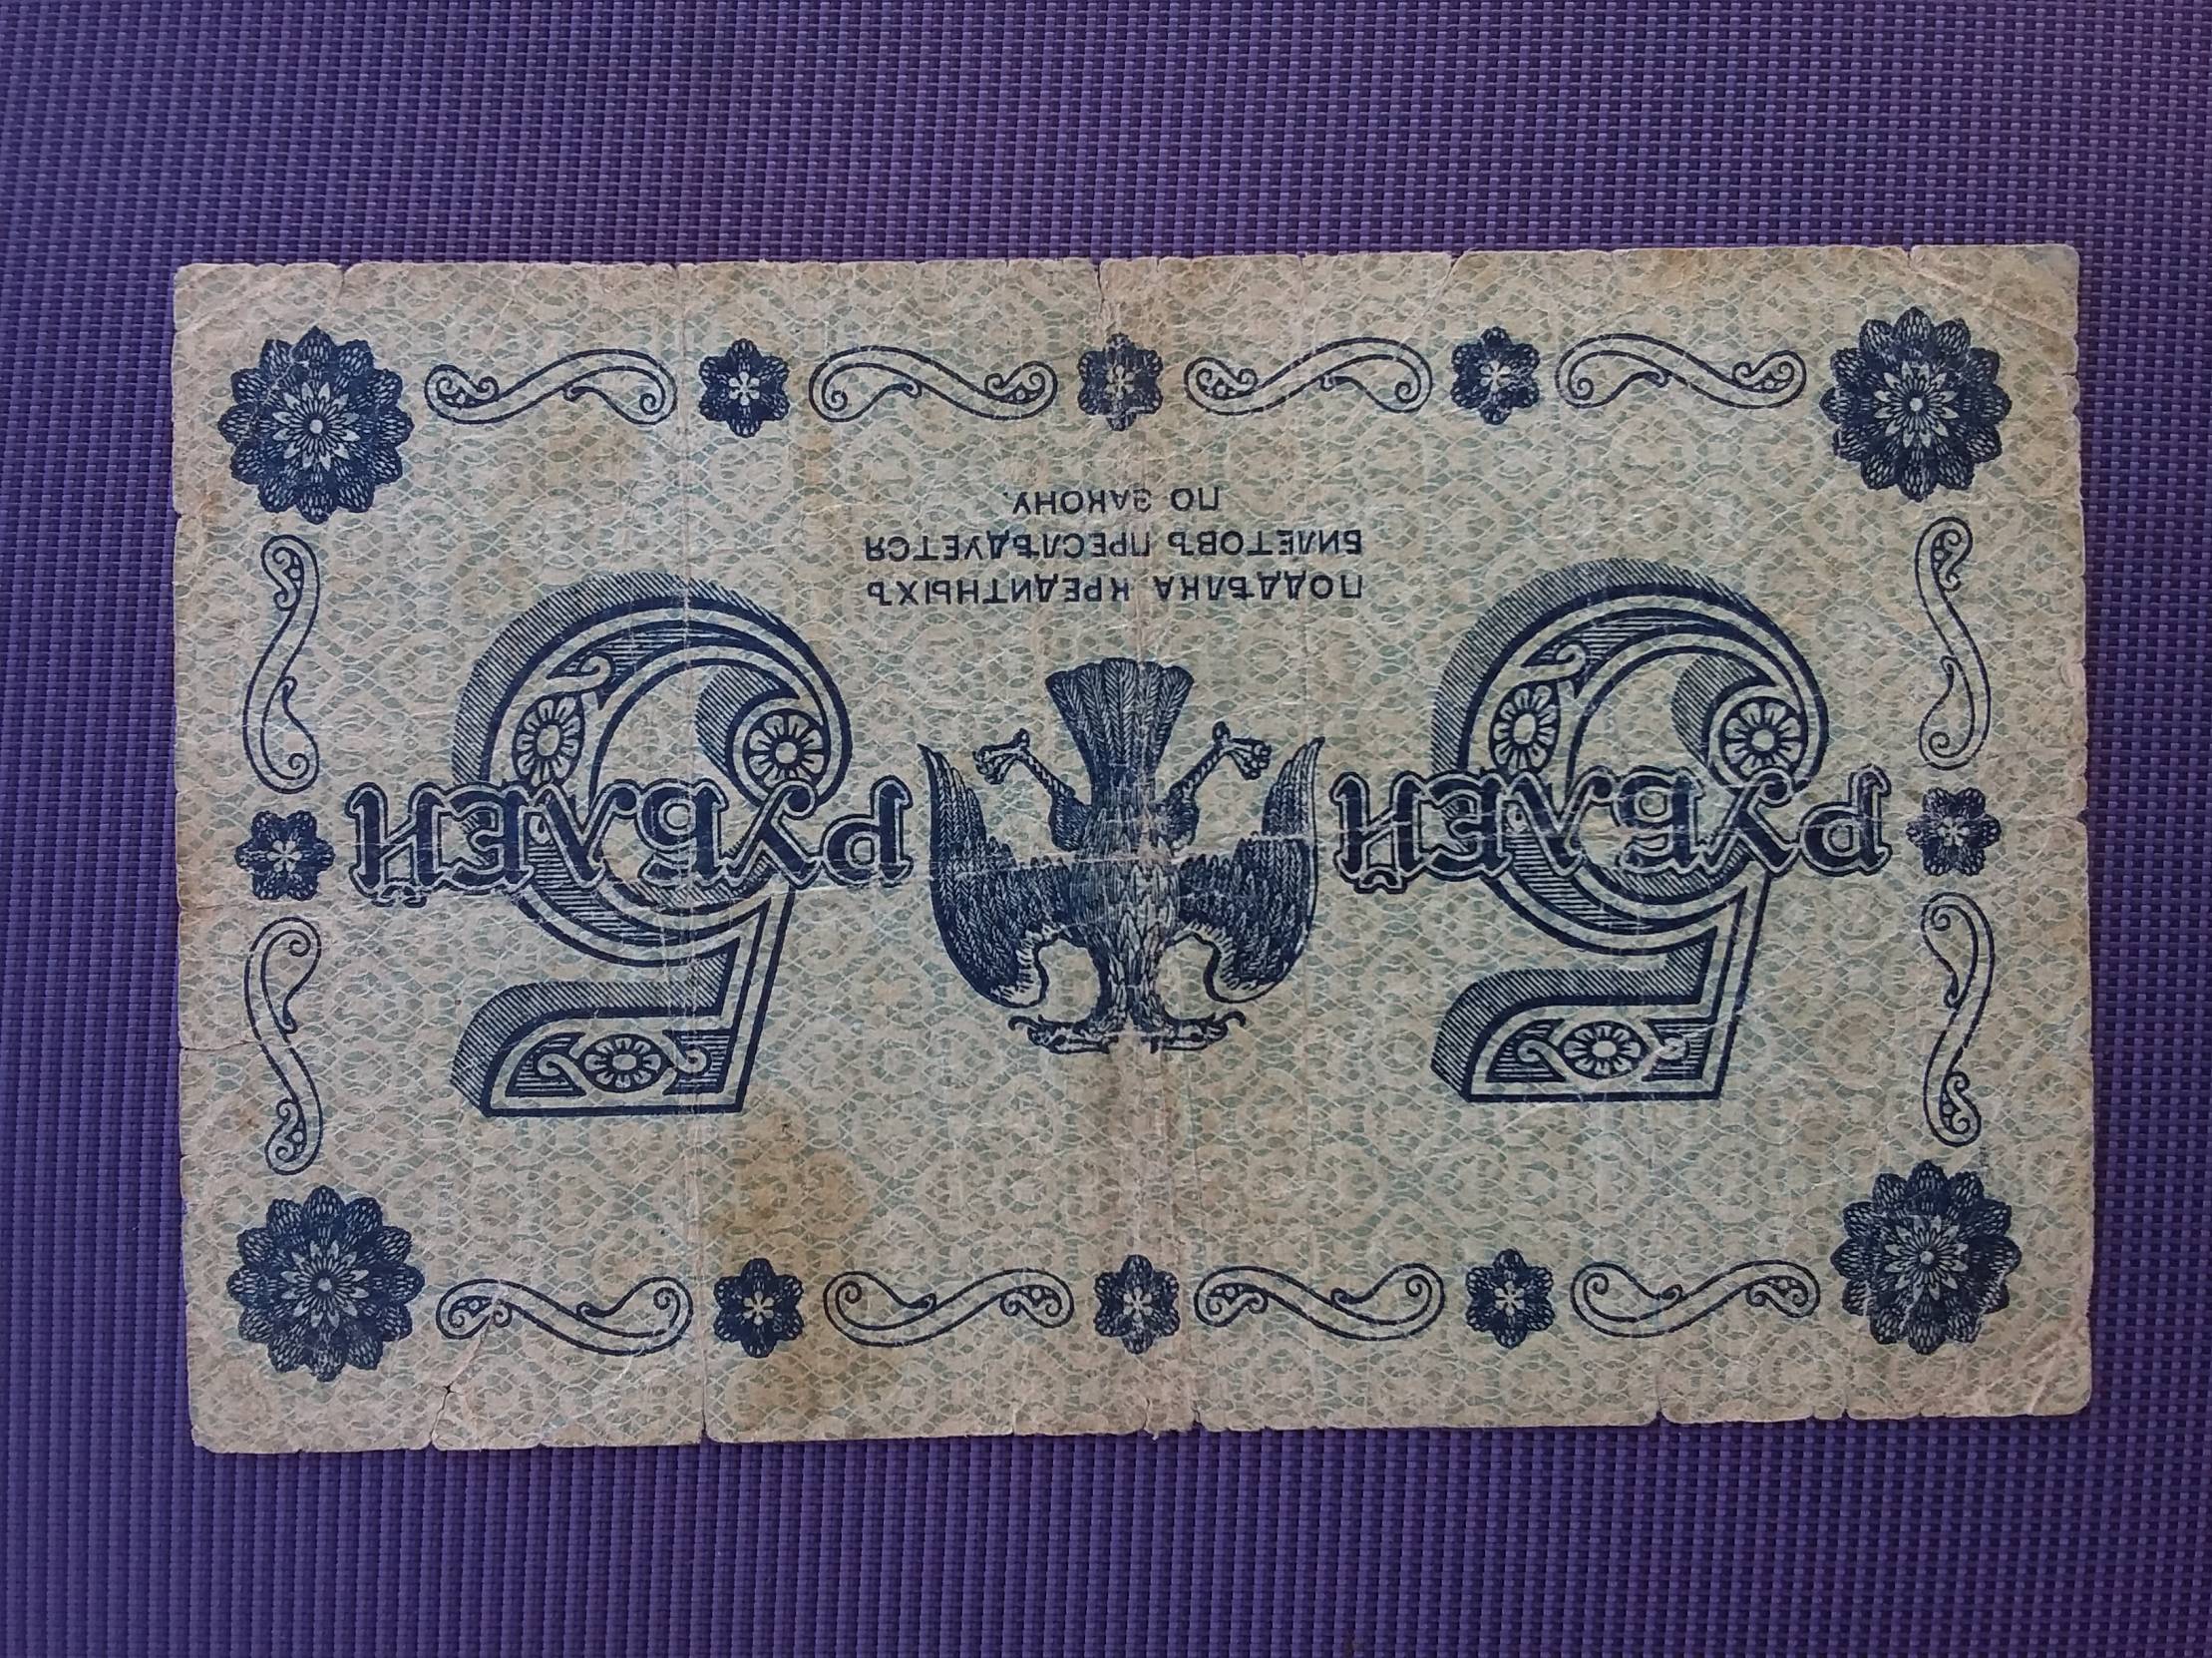 5 РУБЛЕЙ
5 РУБЛЕЙ
ПОДДѢЛКА КРЕДИТНЫХЪ
БИЛЕТОВЪ ПРЕСЛѢДУЕТСЯ
ПО ЗАКОНУ.